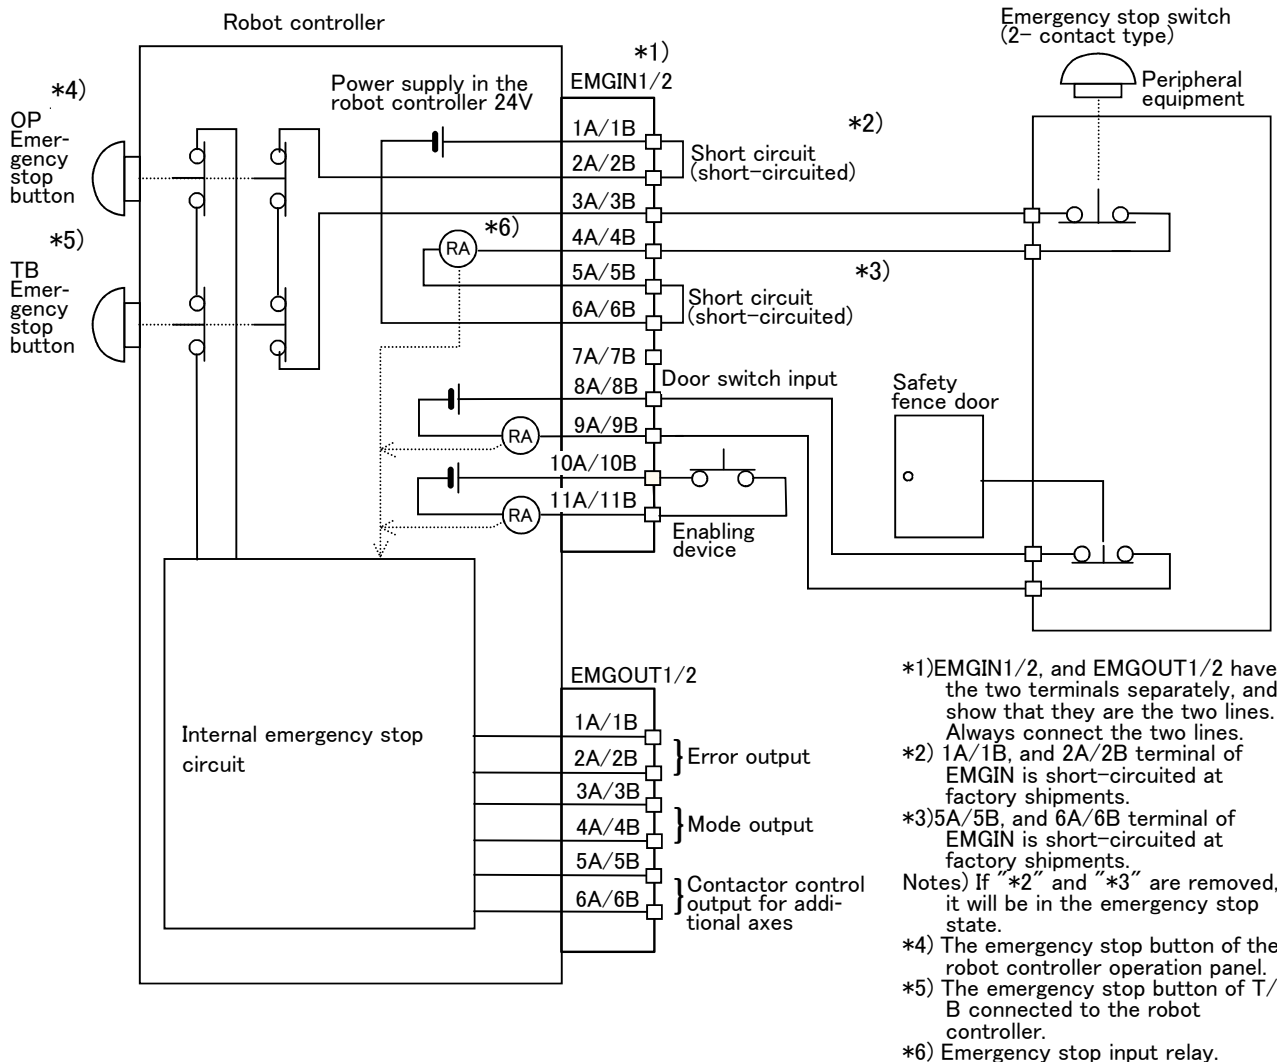 Robot controller
Emergency stop switch
(2- contact type)
*1)
*4)
Power supply in the
robot controller 24V
EMGIN1/2
Peripheral
equipment
OP
Emer-
gency
stop
button
1A/1B
*2)
2A/2B
Short circuit
(short-circuited)
3A/3B
*5)
*6)
RA
4A/4B
*3)
TB
Emer-
gency
stop
button
5A/5B
6A/6B
Short circuit
(short-circuited)
7A/7B
8A/8B
Door switch input
Safety
fence door
RA
9A/9B
10A/10B
RA
11A/11B
Enabling
device
Internal emergency stop
circuit
EMGOUT1/2
1A/1B
2A/2B
} Error output
3A/3B
4A/4B
} Mode output
5A/5B
6A/6B
} Contactor control
output for addi-
tional axes
*1)EMGIN1/2, and EMGOUT1/2 have
the two terminals separately, and
show that they are the two lines.
Always connect the two lines.
*2) 1A/1B, and 2A/2B terminal of
EMGIN is short-circuited at
factory shipments.
*3)5A/5B, and 6A/6B terminal of
EMGIN is short-circuited at
factory shipments.
Notes) If "*2" and "*3" are removed,
it will be in the emergency stop
state.
*4) The emergency stop button of the
robot controller operation panel.
*5) The emergency stop button of T/
B connected to the robot
controller.
*6) Emergency stop input relay.